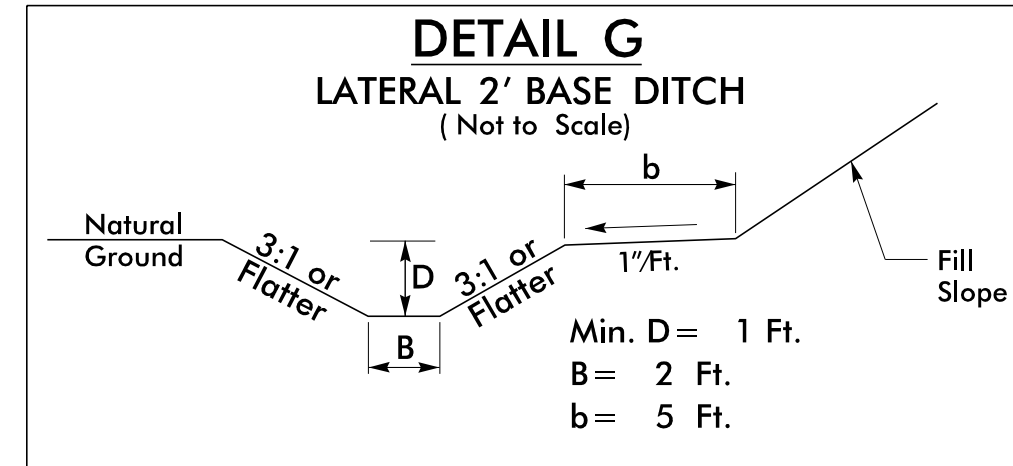 DETAIL G
LATERAL 2' BASE DITCH
( Not to Scale)
b
Natural
Ground
3:1 or
Flatter
D
3:1 or
Flatter
1"/Ft.
Fill
Slope
B
Min. D= 1 Ft.
B= 2 Ft.
b= 5 Ft.